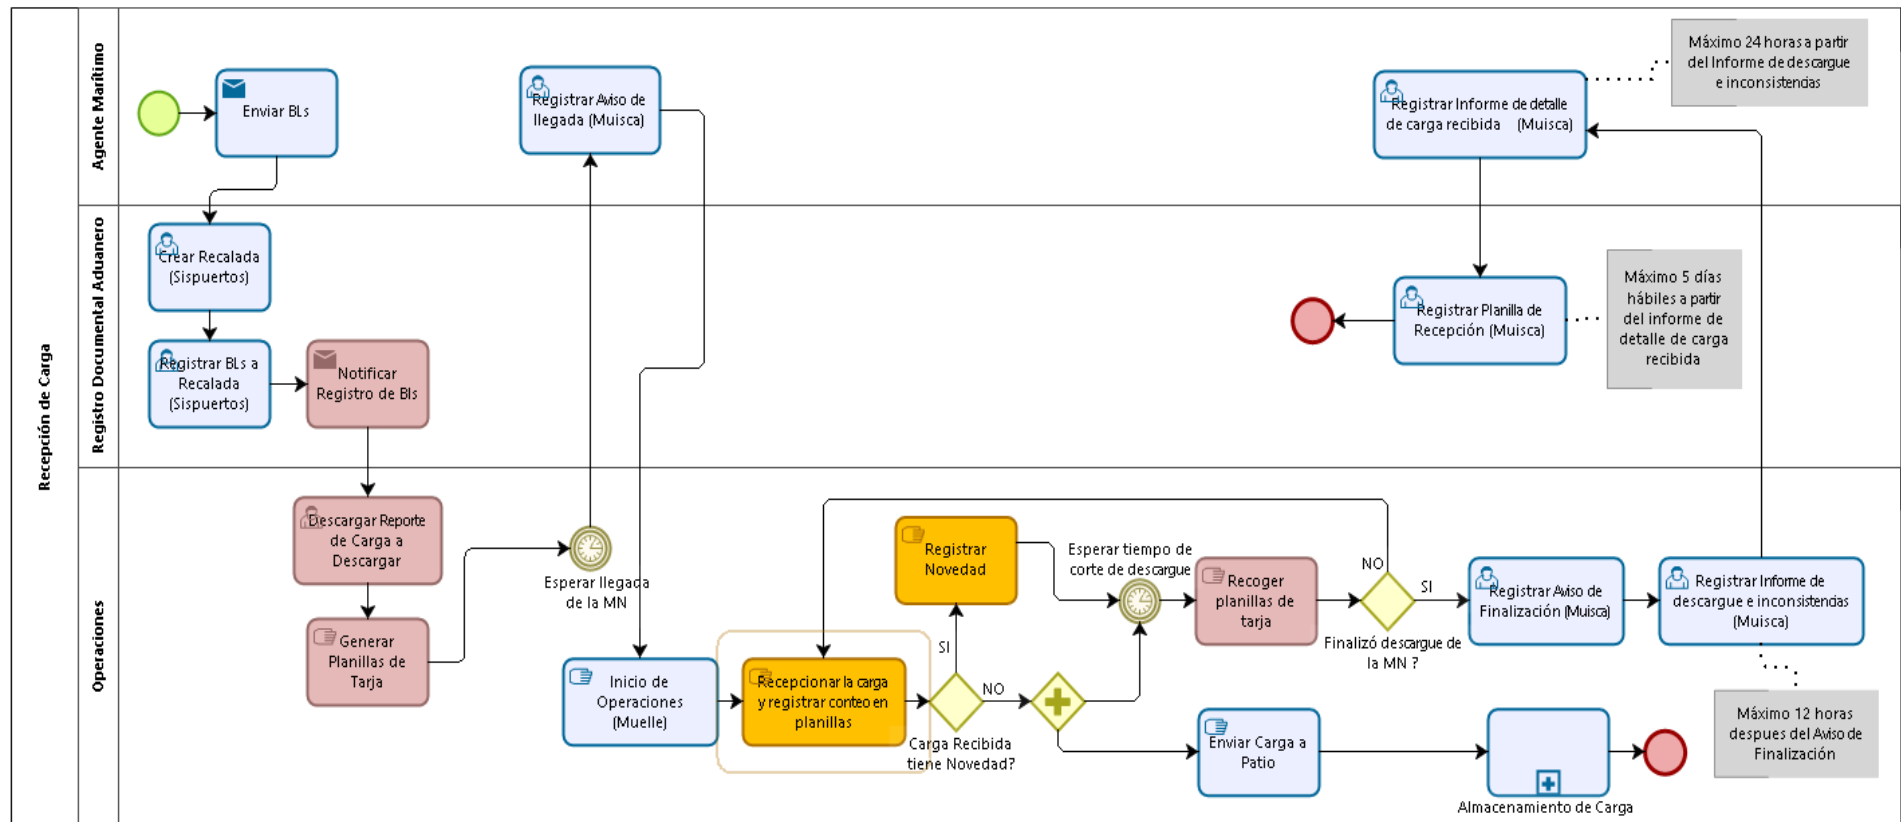 Recepción de Carga
Agente Marítimo
Enviar BLs
Registrar Aviso de
llegada (Muisca)
Registrar Informe de detalle
de carga recibida (Muisca)
Máximo 24 horas a partir
del Informe de descargue
e inconsistencias
Registro Documental Aduanero
Crear Recalada
(Sispuertos)
Registrar BLs a
Recalada
(Sispuertos)
Notificar
Registro de Bls
Registrar Planilla de
Recepción (Muisca)
Máximo 5 días
hábiles a partir
del informe de
detalle de carga
recibida
Operaciones
Descargar Reporte
de Carga a
Descargar
Generar
Planillas de
Tarja
Esperar llegada
de la MN
Inicio de
Operaciones
(Muelle)
Recepcionar la carga
y registrar conteo en
planillas
Carga Recibida
tiene Novedad?
SI
NO
Registrar
Novedad
Esperar tiempo de
corte de descargue
Recoger
planillas de
tarja
Finalizó descargue de
la MN ?
NO
SI
Registrar Aviso de
Finalización (Muisca)
Registrar Informe de
descargue e inconsistencias
(Muisca)
Máximo 12 horas
despues del Aviso de
Finalización
Enviar Carga a
Patio
Almacenamiento de Carga